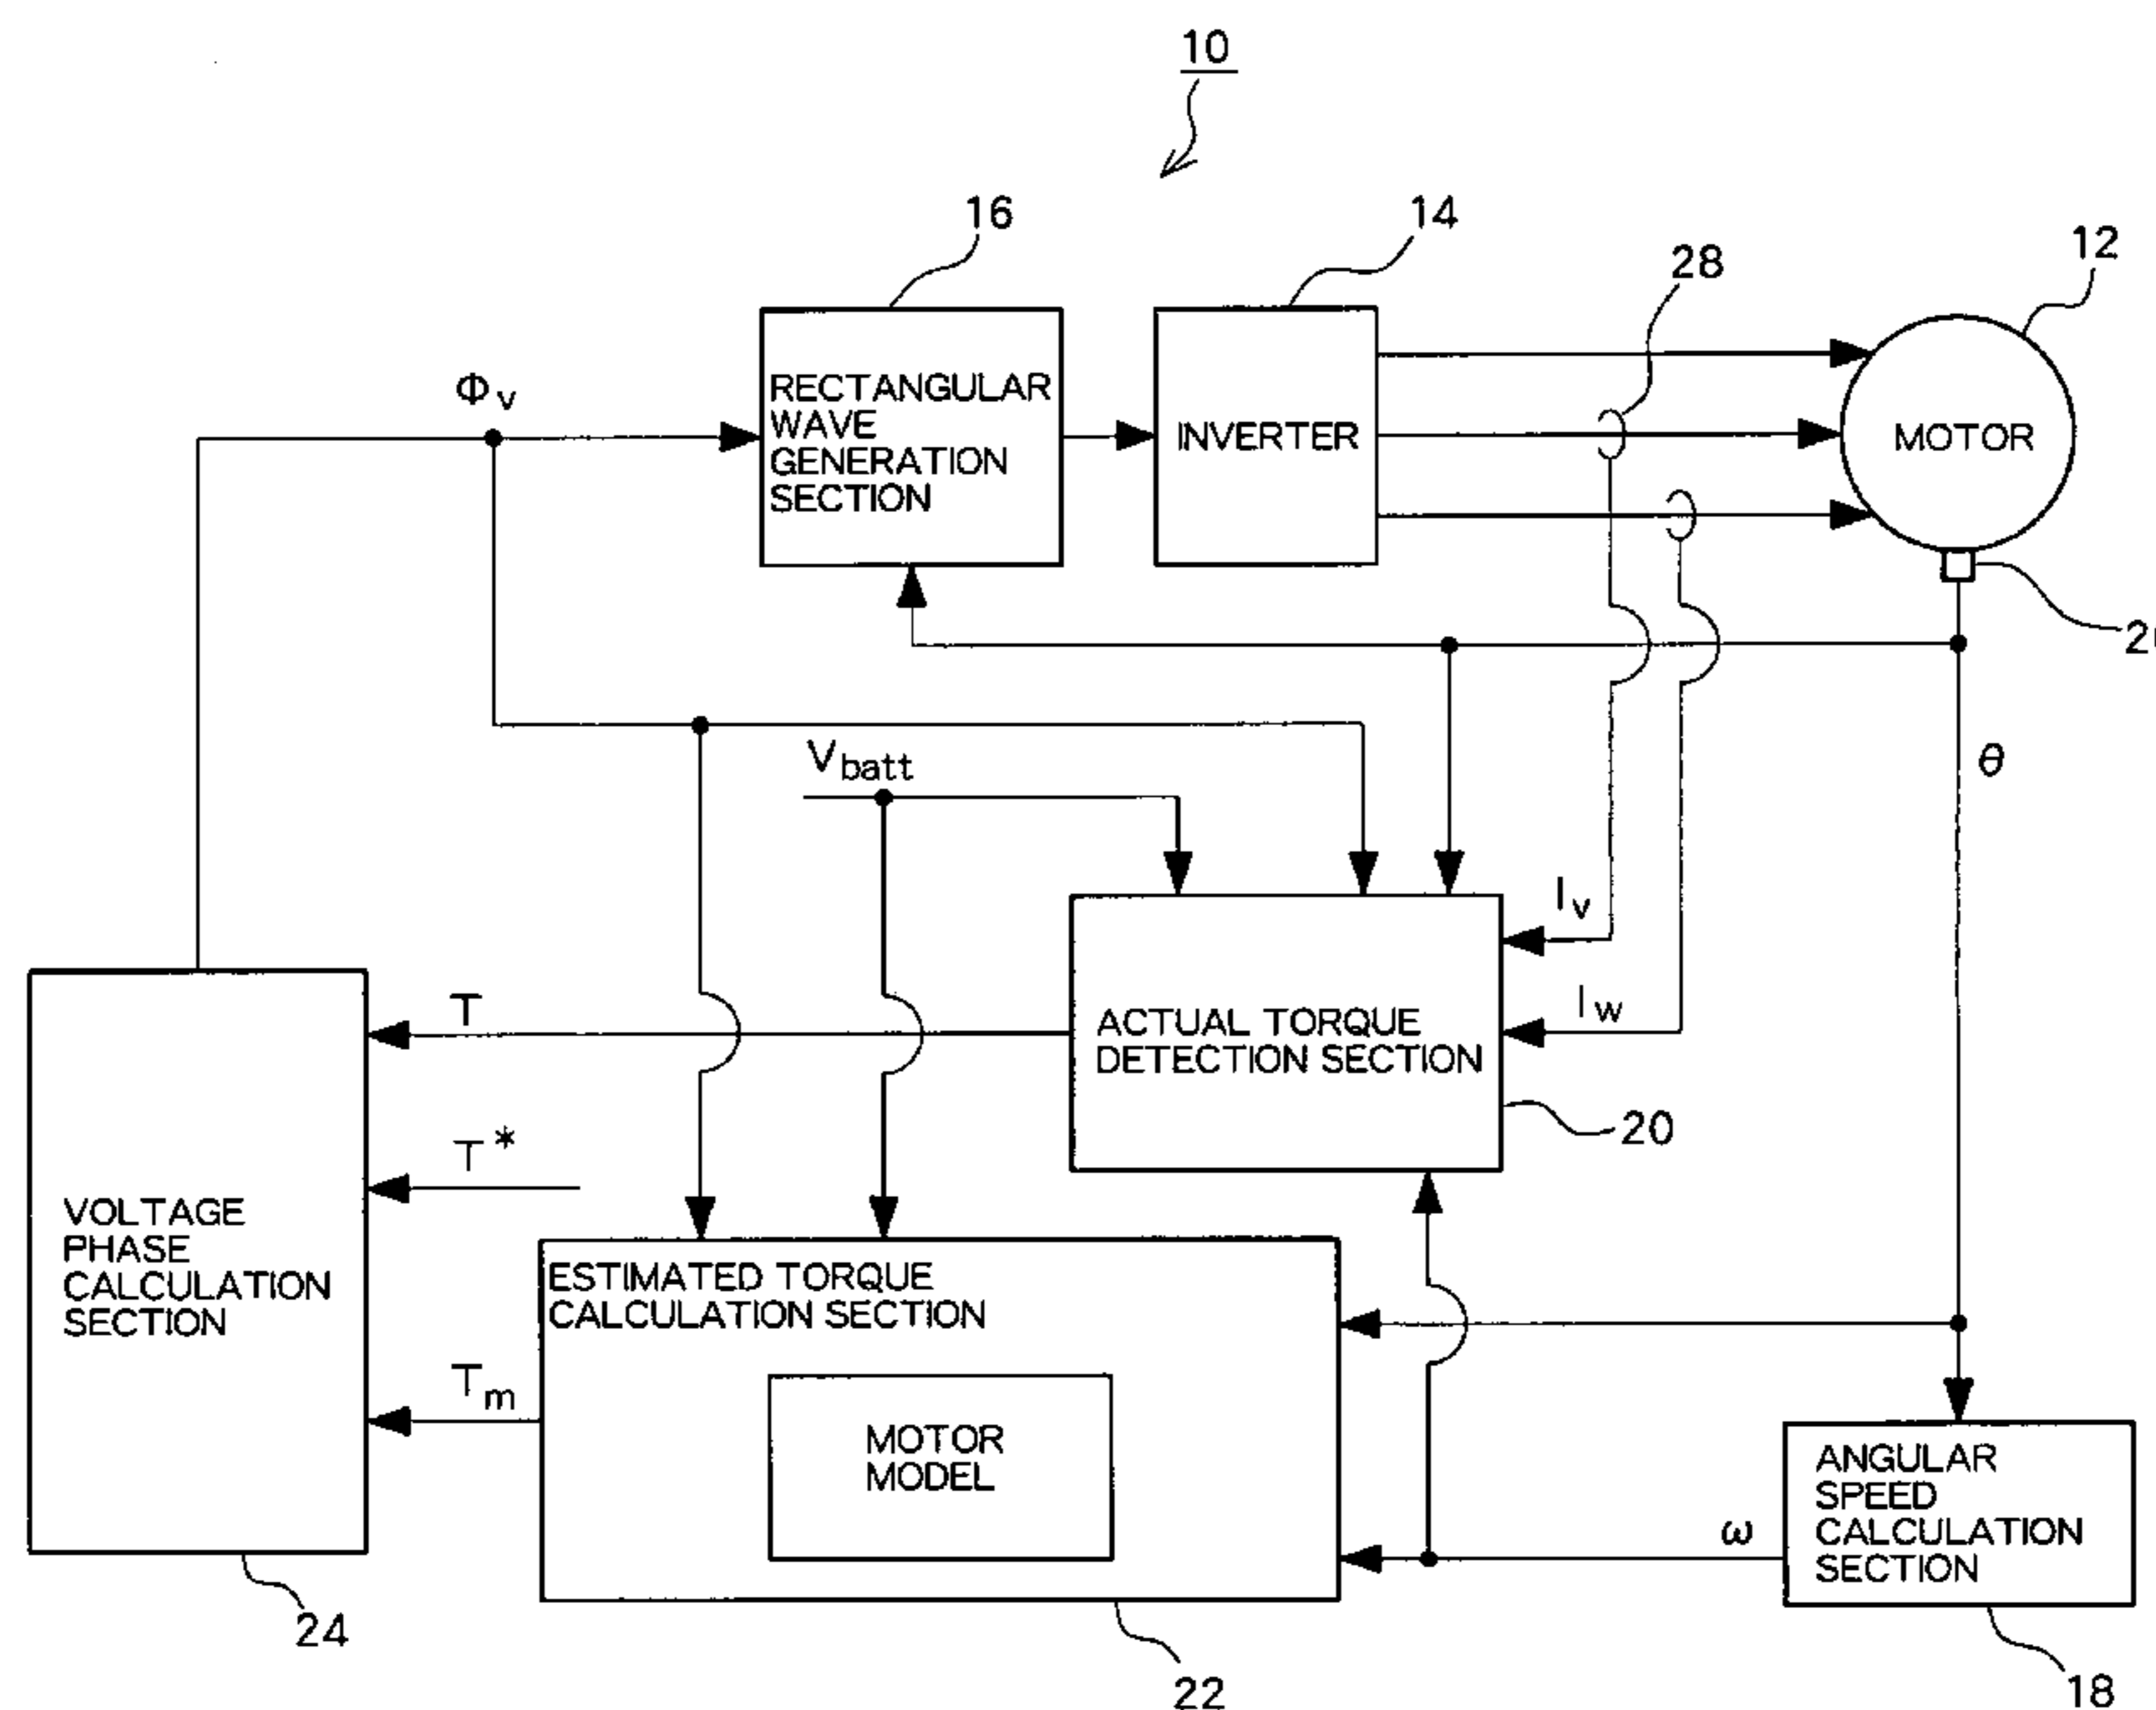 10
16
14
28
12
Φv
RECTANGULAR
WAVE
GENERATION
SECTION
INVERTER
MOTOR
Vbatt
θ
Iv
Iw
T
ACTUAL TORQUE
DETECTION SECTION
20
T*
VOLTAGE
PHASE
CALCULATION
SECTION
ESTIMATED TORQUE
CALCULATION SECTION
Tm
MOTOR
MODEL
ANGULAR
SPEED
CALCULATION
SECTION
ω
24
22
18